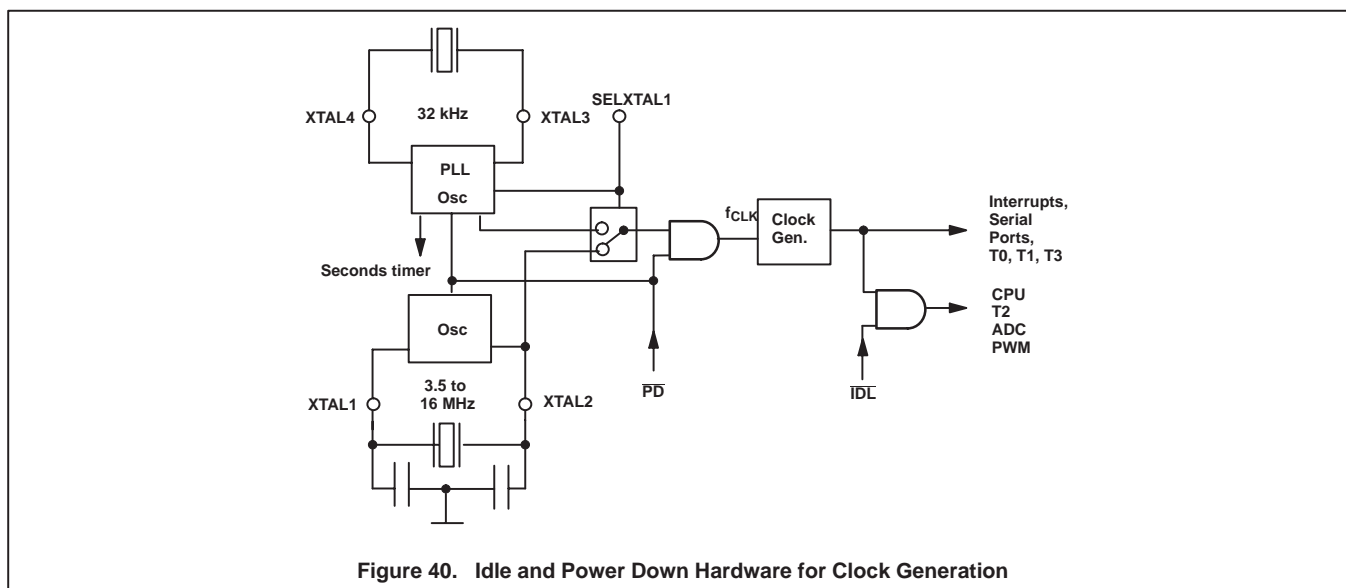 32 kHz
SELXTAL1
XTAL4
XTAL3
PLL
Osc
Seconds timer
fCLK
Clock
Gen.
Interrupts,
Serial
Ports,
T0, T1, T3
CPU
T2
ADC
PWM
Osc
PD
IDL
3.5 to
16 MHz
XTAL1
XTAL2
Figure 40. Idle and Power Down Hardware for Clock Generation